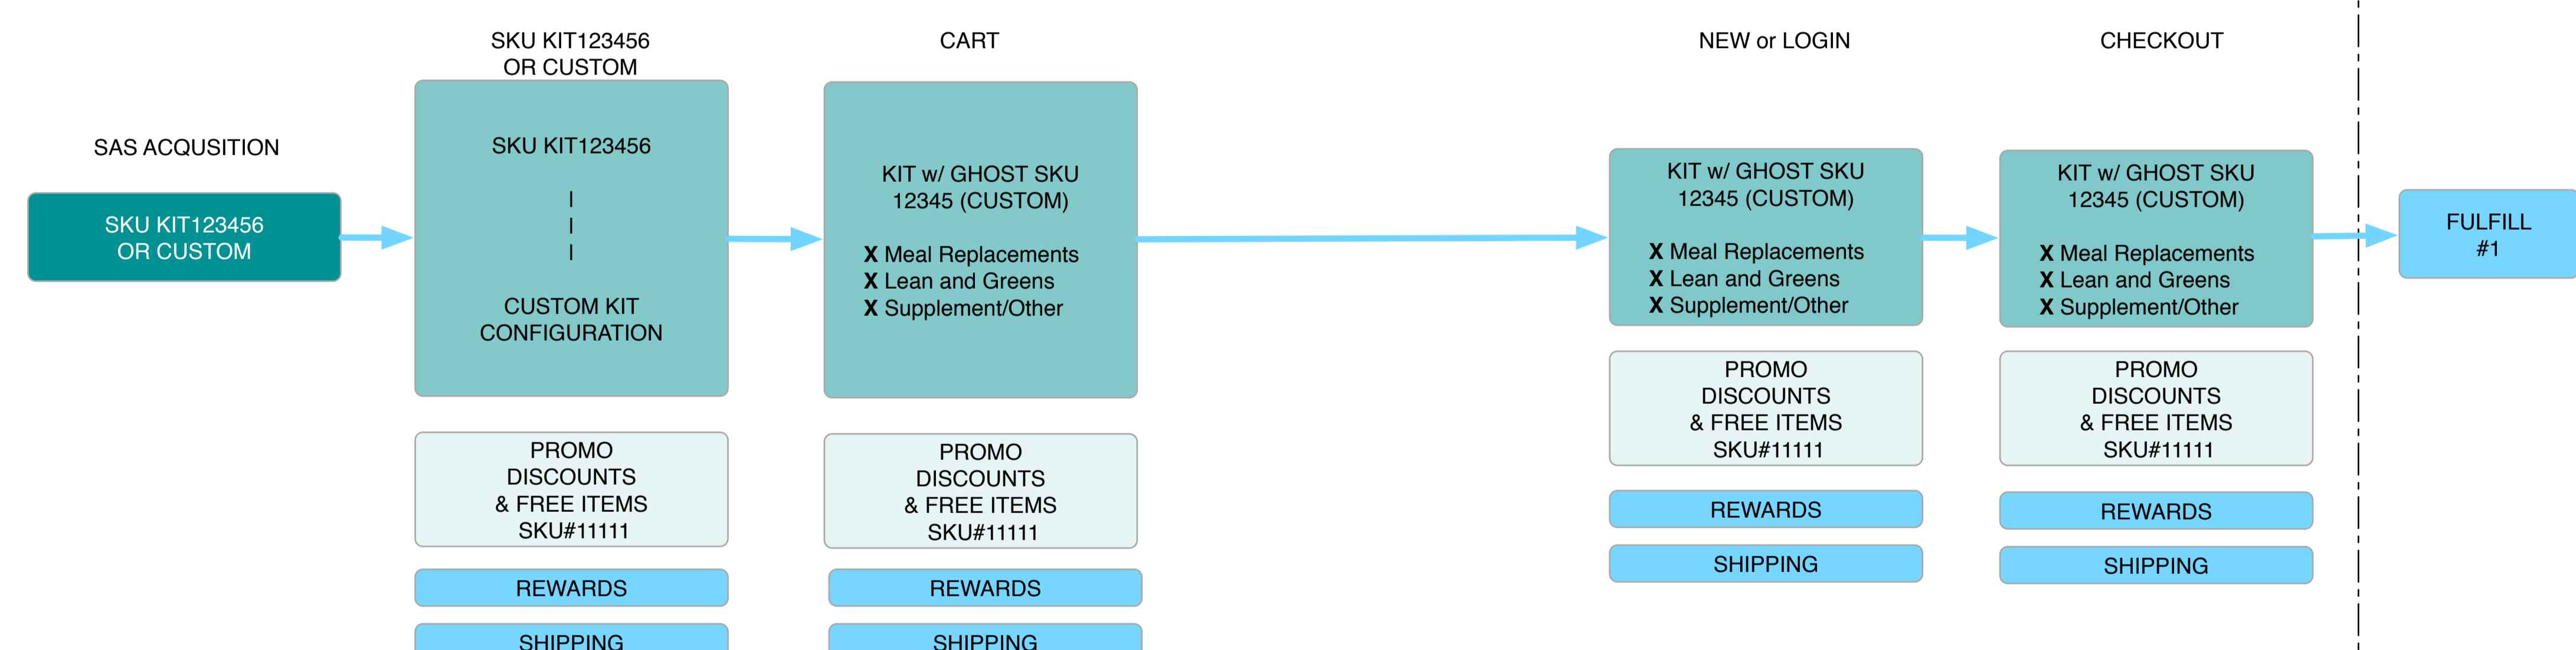 SAS ACQUSITION
SKU KIT123456
OR CUSTOM
SKU KIT123456
OR CUSTOM
SKU KIT123456
|
|
|
CUSTOM KIT
CONFIGURATION
PROMO
DISCOUNTS
& FREE ITEMS
SKU#11111
REWARDS
SHIPPING
CART
KIT w/ GHOST SKU
12345 (CUSTOM)
X Meal Replacements
X Lean and Greens
X Supplement/Other
PROMO
DISCOUNTS
& FREE ITEMS
SKU#11111
REWARDS
SHIPPING
NEW or LOGIN
KIT w/ GHOST SKU
12345 (CUSTOM)
X Meal Replacements
X Lean and Greens
X Supplement/Other
PROMO
DISCOUNTS
& FREE ITEMS
SKU#11111
REWARDS
SHIPPING
CHECKOUT
KIT w/ GHOST SKU
12345 (CUSTOM)
X Meal Replacements
X Lean and Greens
X Supplement/Other
PROMO
DISCOUNTS
& FREE ITEMS
SKU#11111
REWARDS
SHIPPING
FULFILL
#1